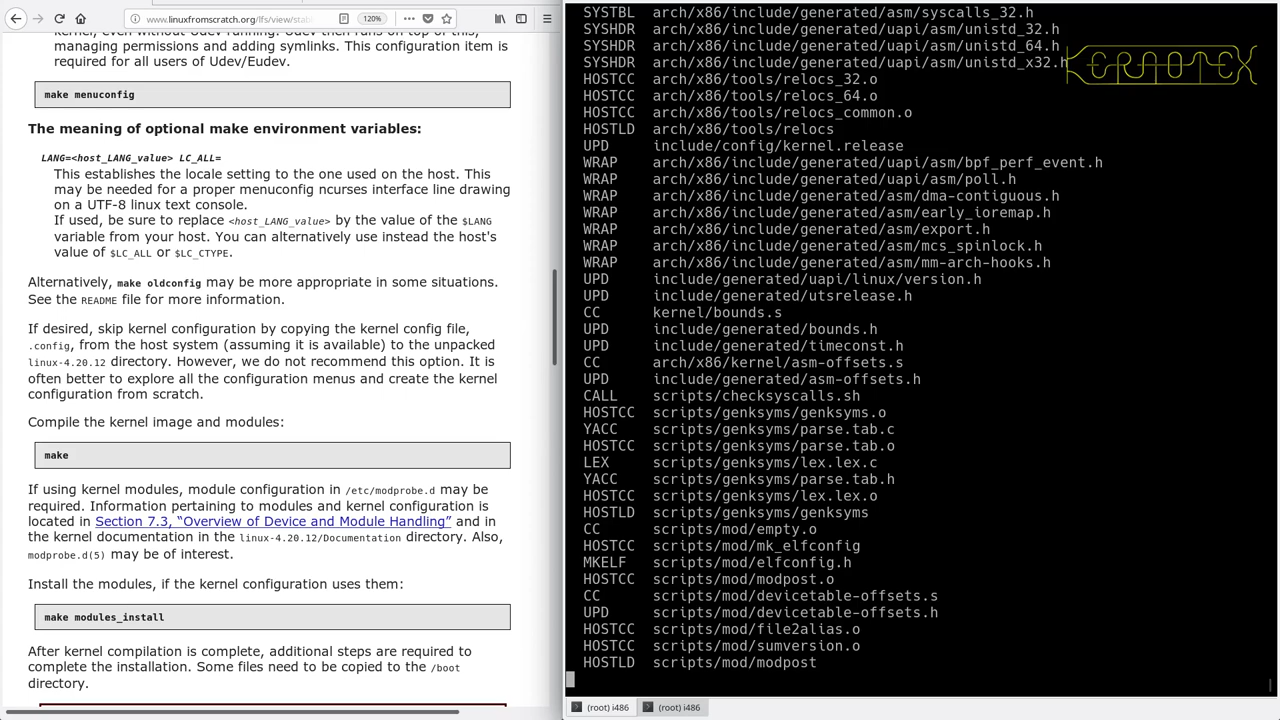 www.linuxfromscratch.org/lfs/view/stabl
120%
kernel, even without Udev running. Udev then runs on top of this,
managing permissions and adding symlinks. This configuration item is
required for all users of Udev/Eudev.
make menuconfig
The meaning of optional make environment variables:
LANG=<host_LANG_value> LC_ALL=
This establishes the locale setting to the one used on the host. This
may be needed for a proper menuconfig ncurses interface line drawing
on a UTF-8 linux text console.
If used, be sure to replace <host_LANG_value> by the value of the $LANG
variable from your host. You can alternatively use instead the host's
value of $LC_ALL or $LC_CTYPE.
Alternatively, make oldconfig may be more appropriate in some situations.
See the README file for more information.
If desired, skip kernel configuration by copying the kernel config file,
.config, from the host system (assuming it is available) to the unpacked
linux-4.20.12 directory. However, we do not recommend this option. It is
often better to explore all the configuration menus and create the kernel
configuration from scratch.
Compile the kernel image and modules:
make
If using kernel modules, module configuration in /etc/modprobe.d may be
required. Information pertaining to modules and kernel configuration is
located in Section 7.3, “Overview of Device and Module Handling” and in
the kernel documentation in the linux-4.20.12/Documentation directory. Also,
modprobe.d(5) may be of interest.
Install the modules, if the kernel configuration uses them:
make modules_install
After kernel compilation is complete, additional steps are required to
complete the installation. Some files need to be copied to the /boot
directory.
SYSTBL arch/x86/include/generated/asm/syscalls_32.h
SYSHDR arch/x86/include/generated/uapi/asm/unistd_32.h
SYSHDR arch/x86/include/generated/uapi/asm/unistd_64.h
SYSHDR arch/x86/include/generated/uapi/asm/unistd_x32.h
HOSTCC arch/x86/tools/relocs_32.o
HOSTCC arch/x86/tools/relocs_64.o
HOSTCC arch/x86/tools/relocs_common.o
HOSTLD arch/x86/tools/relocs
UPD include/config/kernel.release
WRAP arch/x86/include/generated/uapi/asm/bpf_perf_event.h
WRAP arch/x86/include/generated/uapi/asm/poll.h
WRAP arch/x86/include/generated/asm/dma-contiguous.h
WRAP arch/x86/include/generated/asm/early_ioremap.h
WRAP arch/x86/include/generated/asm/export.h
WRAP arch/x86/include/generated/asm/mcs_spinlock.h
WRAP arch/x86/include/generated/asm/mm-arch-hooks.h
UPD include/generated/uapi/linux/version.h
UPD include/generated/utsrelease.h
CC kernel/bounds.s
UPD include/generated/bounds.h
UPD include/generated/timeconst.h
CC arch/x86/kernel/asm-offsets.s
UPD include/generated/asm-offsets.h
CALL scripts/checksyscalls.sh
HOSTCC scripts/genksyms/genksyms.o
YACC scripts/genksyms/parse.tab.c
HOSTCC scripts/genksyms/parse.tab.o
LEX scripts/genksyms/lex.lex.c
YACC scripts/genksyms/parse.tab.h
HOSTCC scripts/genksyms/lex.lex.o
HOSTLD scripts/genksyms/genksyms
CC scripts/mod/empty.o
HOSTCC scripts/mod/mk_elfconfig
MKELF scripts/mod/elfconfig.h
HOSTCC scripts/mod/modpost.o
CC scripts/mod/devicetable-offsets.s
UPD scripts/mod/devicetable-offsets.h
HOSTCC scripts/mod/file2alias.o
HOSTCC scripts/mod/sumversion.o
HOSTLD scripts/mod/modpost
(root) i486
(root) i486